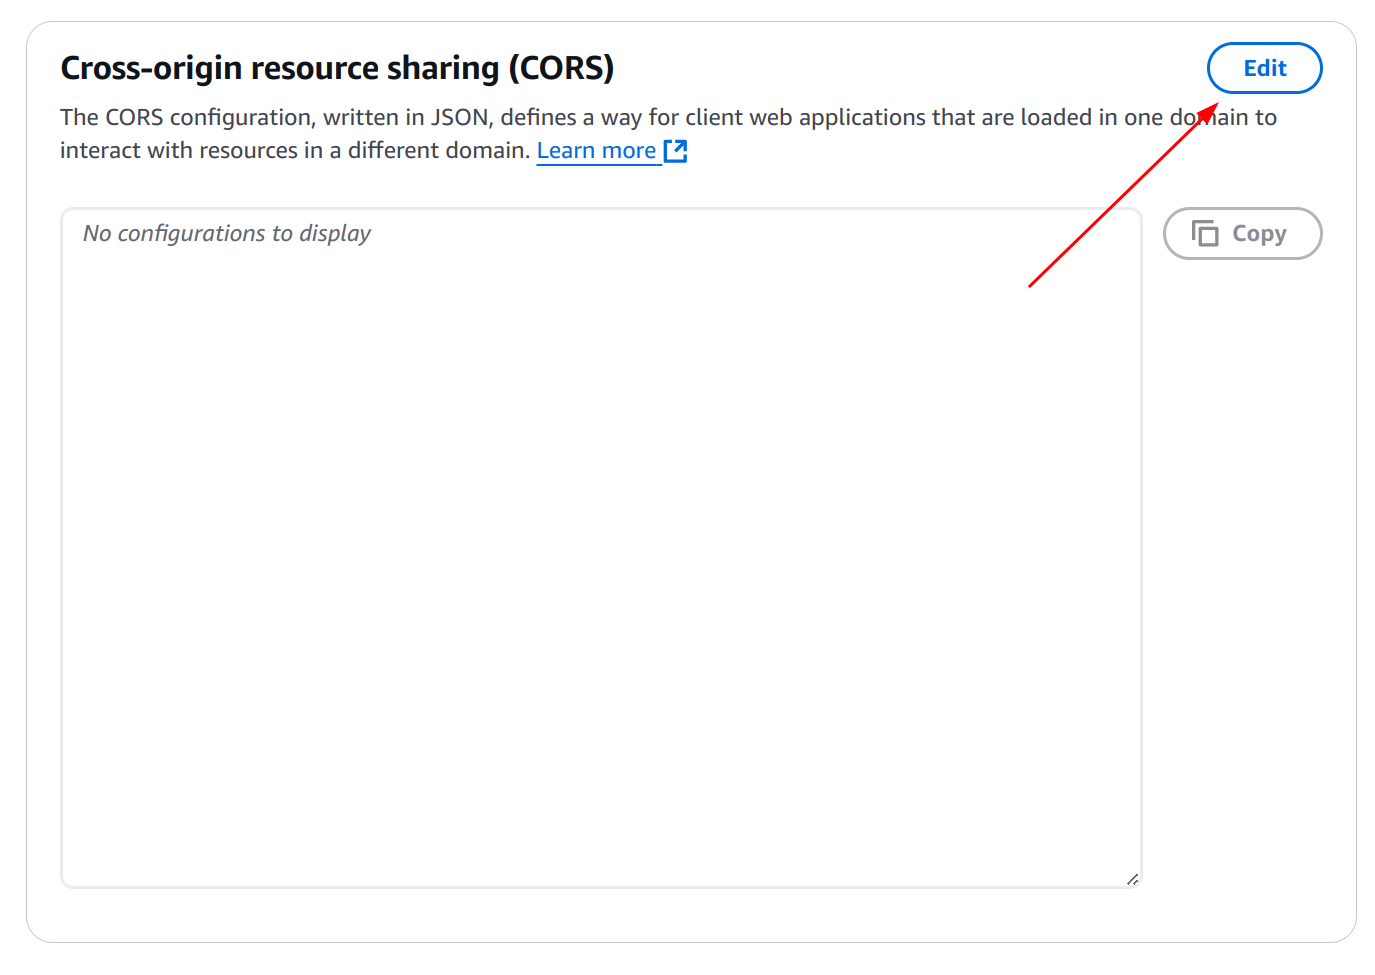 Cross-origin resource sharing (CORS)
Edit
The CORS configuration, written in JSON, defines a way for client web applications that are loaded in one domain to
interact with resources in a different domain. Learn more
No configurations to display
Copy